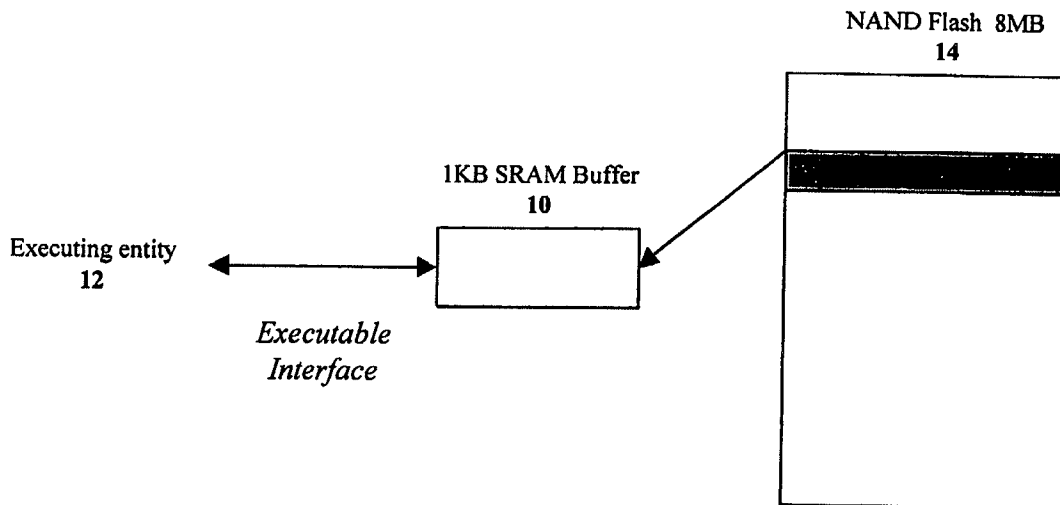 NAND Flash 8MB
14
1KB SRAM Buffer
10
Executing entity
12
Executable
Interface